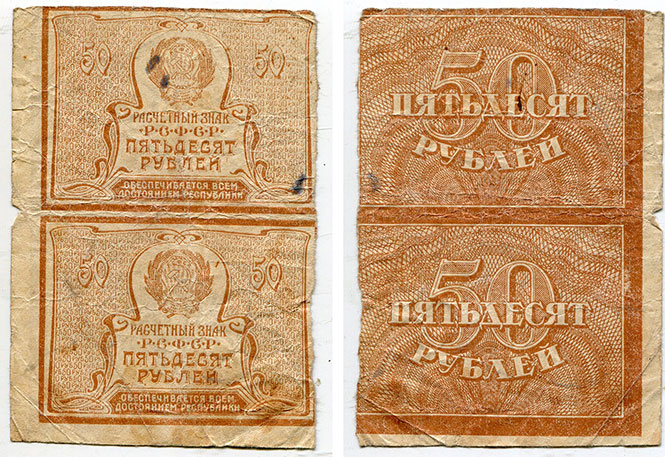 50 50
РАСЧЕТНЫЙ ЗНАК
Р·С·Ф·С·Р·
ПЯТЬДЕСЯТ
РУБЛЕЙ
ОБЕСПЕЧИВАЕТСЯ ВСЕМ
ДОСТОЯНИЕМ РЕСПУБЛИКИ
50 50
РАСЧЕТНЫЙ ЗНАК
Р·С·Ф·С·Р·
ПЯТЬДЕСЯТ
РУБЛЕЙ
ОБЕСПЕЧИВАЕТСЯ ВСЕМ
ДОСТОЯНИЕМ РЕСПУБЛИКИ
50
ПЯТЬДЕСЯТ
РУБЛЕЙ
50
ПЯТЬДЕСЯТ
РУБЛЕЙ